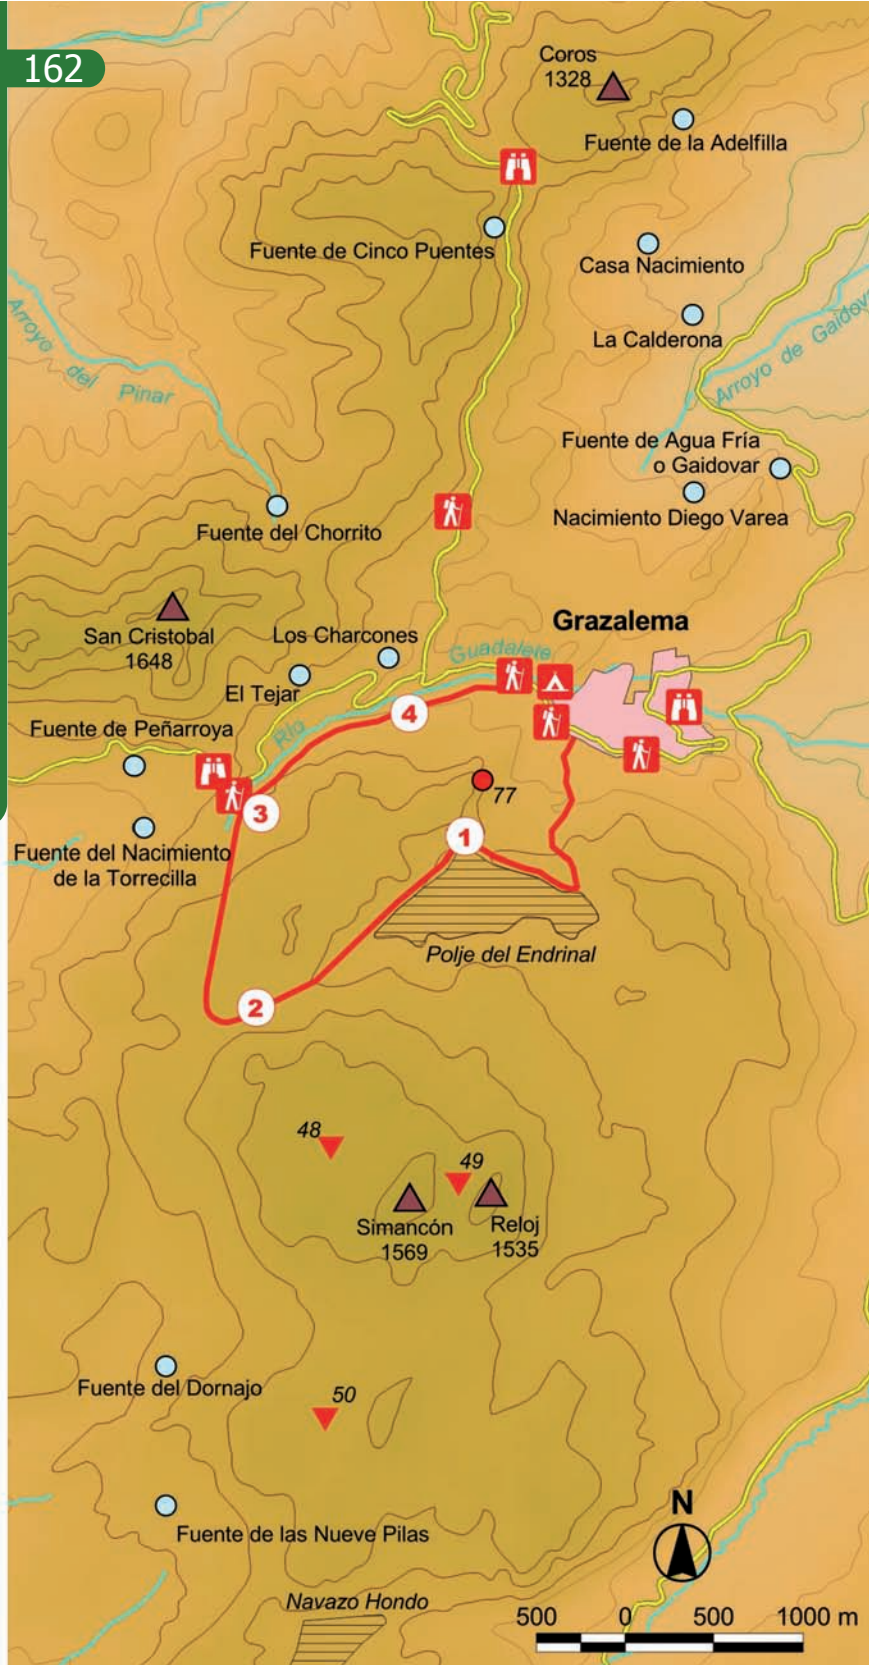 162
Coros
1328
Fuente de la Adelfilla
Fuente de Cinco Puentes
Casa Nacimiento
La Calderona
Arroyo de Gaidov
Arroyo del Pinar
Fuente de Agua Fría
o Gaidovar
Nacimiento Diego Varea
Fuente del Chorrito
San Cristobal
1648
Los Charcones
Grazalema
Río Guadalete
El Tejar
4
Fuente de Peñarroya
3
77
1
Fuente del Nacimiento
de la Torrecilla
Polje del Endrinal
2
48
49
Simancón
1569
Reloj
1535
Fuente del Dornajo
50
Fuente de las Nueve Pilas
N
Navazo Hondo
500 0 500 1000 m